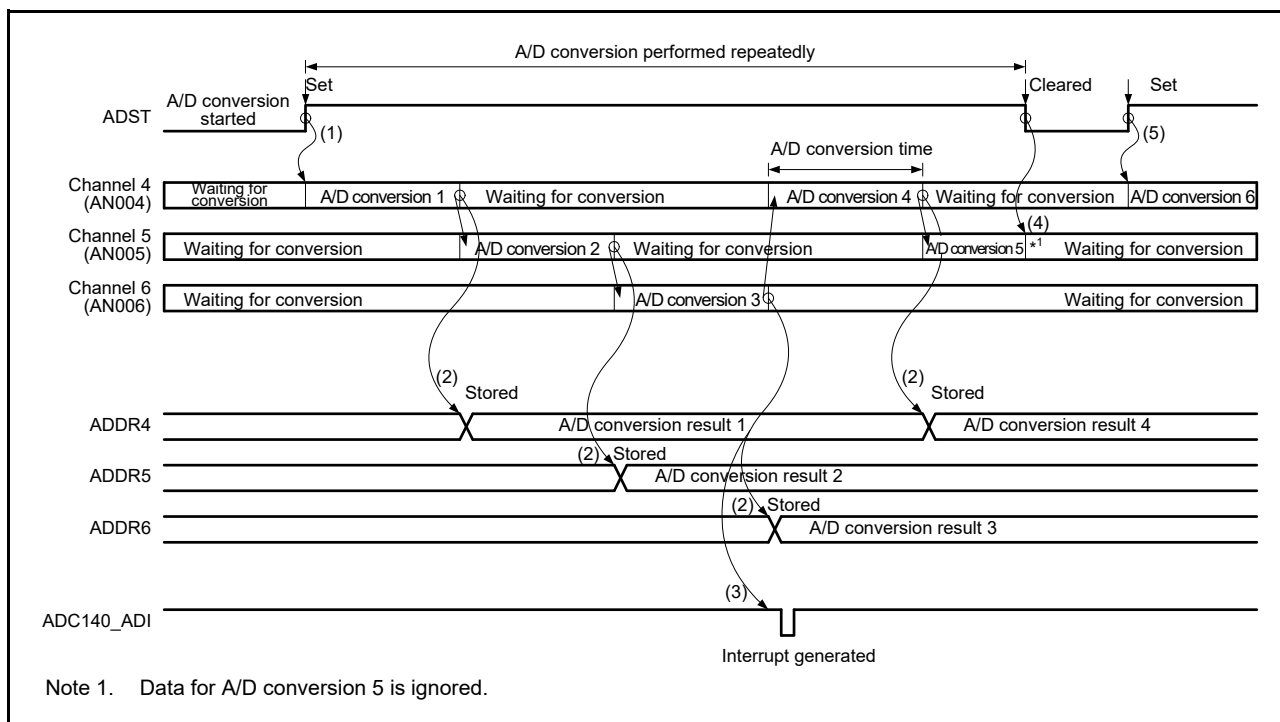 A/D conversion performed repeatedly
Set
Cleared
Set
A/D conversion
started
ADST
(1)
(5)
A/D conversion time
Channel 4
(AN004)
Waiting for
conversion
A/D conversion 1
Waiting for conversion
A/D conversion 4
Waiting for conversion
A/D conversion 6
(4)
Channel 5
(AN005)
Waiting for conversion
A/D conversion 2
Waiting for conversion
A/D conversion 5
*1
Waiting for conversion
Channel 6
(AN006)
Waiting for conversion
A/D conversion 3
Waiting for conversion
(2)
Stored
(2)
Stored
ADDR4
A/D conversion result 1
A/D conversion result 4
(2)
Stored
ADDR5
A/D conversion result 2
(2)
Stored
ADDR6
A/D conversion result 3
(3)
ADC140_ADI
Interrupt generated
Note 1. Data for A/D conversion 5 is ignored.